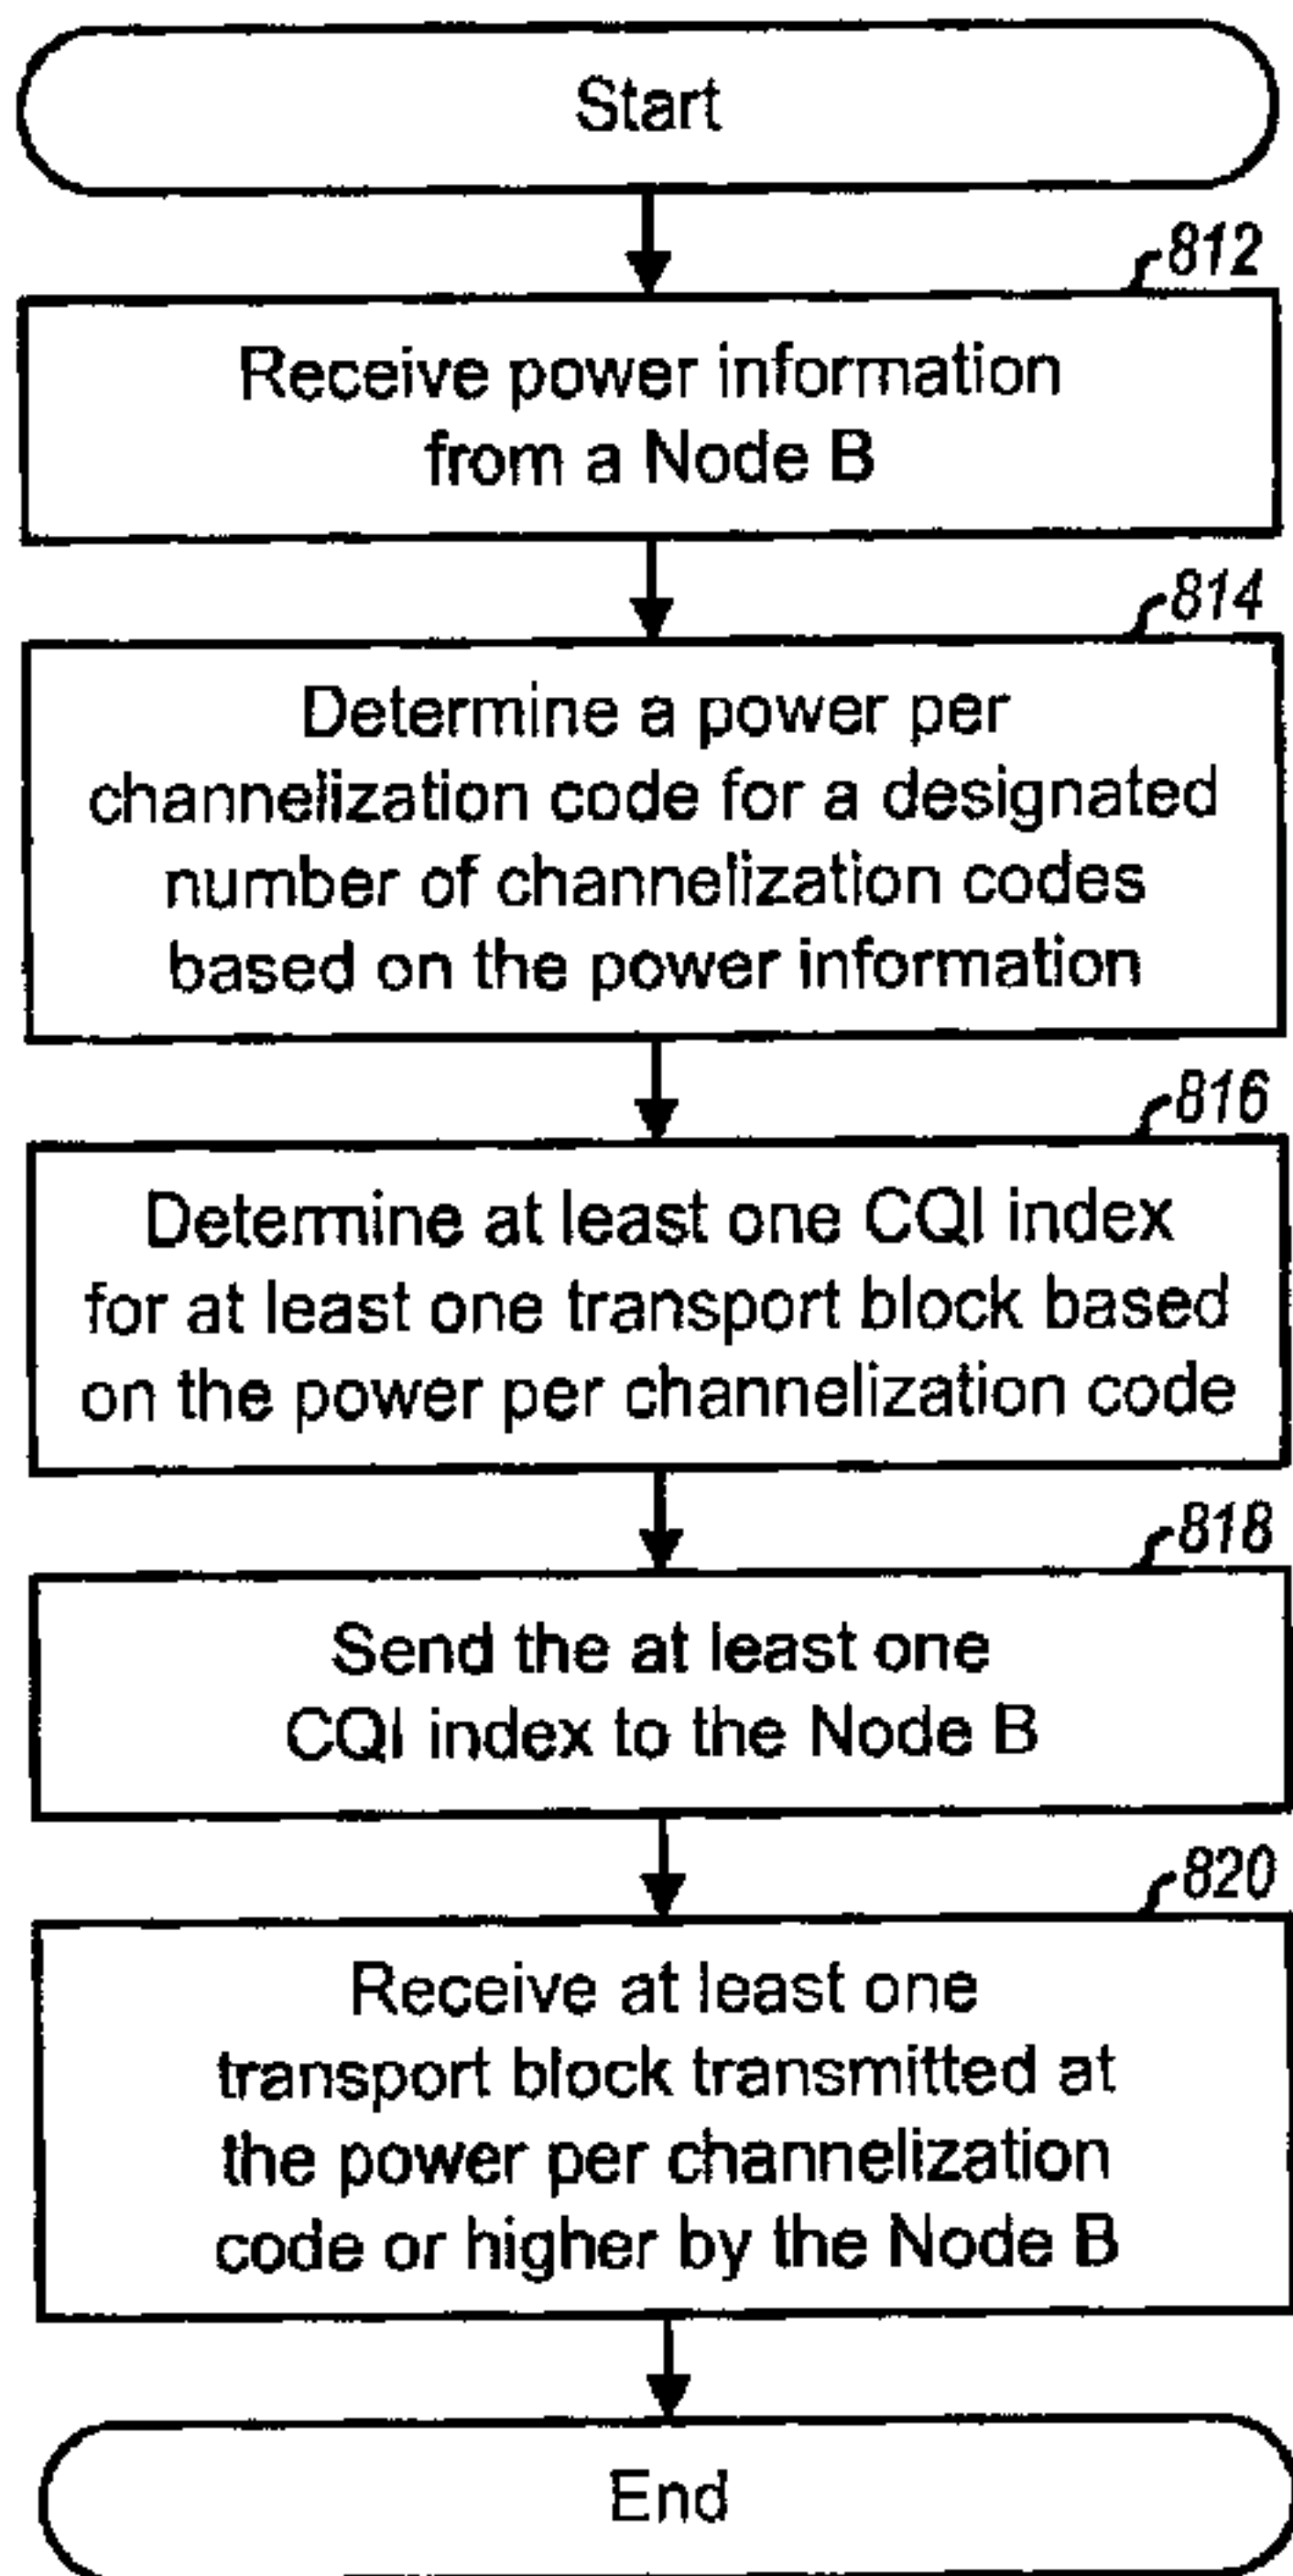 Start
812
Receive power information
from a Node B
814
Determine a power per
channelization code for a designated
number of channelization codes
based on the power information
816
Determine at least one CQI index
for at least one transport block based
on the power per channelization code
818
Send the at least one
CQI index to the Node B
820
Receive at least one
transport block transmitted at
the power per channelization
code or higher by the Node B
End